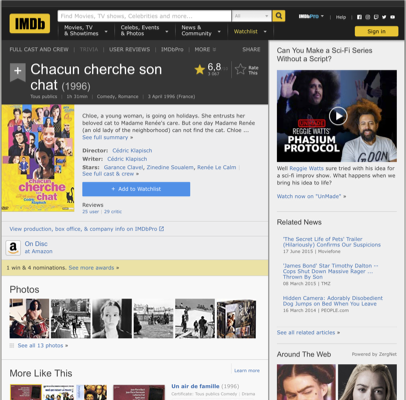 IMDb
Find Movies, TV shows, Celebrities and more...
All
IMDbPro
Help
Movies, TV
& Showtimes
Celebs, Events
& Photos
News &
Community
Watchlist
Sign in
FULL CAST AND CREW | TRIVIA | USER REVIEWS | IMDbPro | MORE
SHARE
Chacun cherche son
chat (1996)
6,8
Rate
This
Tous publics | 1h 31min | Comedy, Romance | 3 April 1996 (France)
Chloe, a young woman, is going on holidays. She entrusts her
beloved cat to Madame Renée's care. But one day Madame Renée
(an old lady of the neighborhood) can not find the cat. Chloe ...
See full summary »
Director: Cédric Klapisch
Writer: Cédric Klapisch
Stars: Garance Clavel, Zinedine Soualem, Renée Le Calm |
See full cast & crew »
+ Add to Watchlist
Reviews
25 user | 29 critic
chacun
cherche
chat
View production, box office, & company info on IMDbPro
a
On Disc
at Amazon
1 win & 4 nominations. See more awards »
Photos
See all 13 photos »
More Like This
Learn more
Un air de famille (1996)
Certificate: Tous publics Comedy | Drama
Can You Make a Sci-Fi Series
Without a Script?
REGGIE WATTS'
PHASIUM
PROTOCOL
Well Reggie Watts sure tried with his idea for
a sci-fi improv show. What happens when we
bring his idea to life?
Watch now on "UnMade" »
Related News
'The Secret Life of Pets' Trailer
(Hilariously) Confirms Our Suspicions
17 June 2015 | Moviefone
'James Bond' Star Timothy Dalton --
Cops Shut Down Massive Rager ...
Thrown By Son
08 March 2015 | TMZ
Hidden Camera: Adorably Disobedient
Dog Jumps on Bed When You Leave
16 March 2014 | PEOPLE.com
See all related articles »
Around The Web
Powered by ZergNet